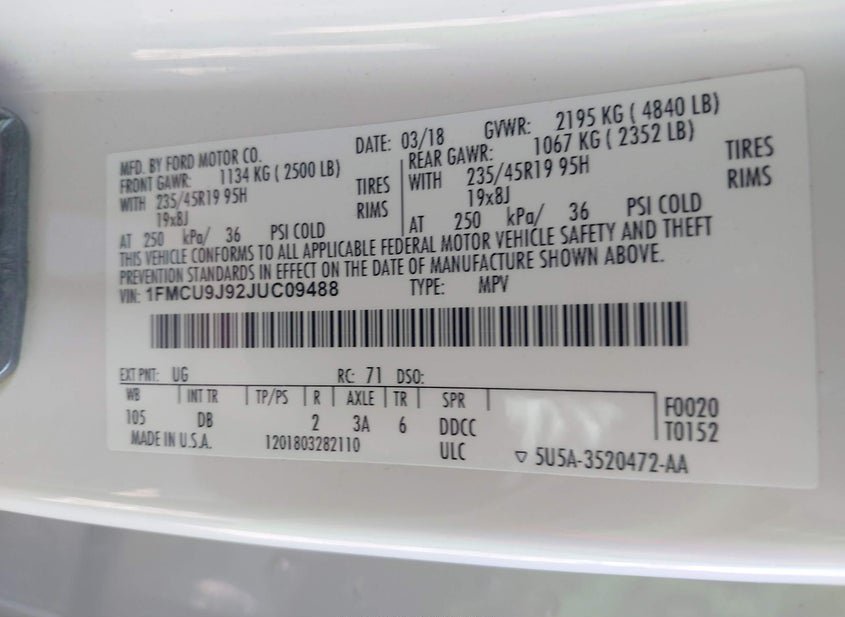 MFD. BY FORD MOTOR CO. DATE: 03/18 GVWR: 2195 KG ( 4840 LB)
FRONT GAWR: 1134 KG ( 2500 LB) REAR GAWR: 1067 KG ( 2352 LB)
WITH 235/45R19 95H TIRES WITH 235/45R19 95H TIRES
19x8J RIMS 19x8J RIMS
AT 250 kPa/ 36 PSI COLD AT 250 kPa/ 36 PSI COLD
THIS VEHICLE CONFORMS TO ALL APPLICABLE FEDERAL MOTOR VEHICLE SAFETY AND THEFT
PREVENTION STANDARDS IN EFFECT ON THE DATE OF MANUFACTURE SHOWN ABOVE.
VIN: 1FMCU9J92JUC09488 TYPE: MPV
EXT PNT: UG RC: 71 DSO:
WB INT TR TP/PS R AXLE TR SPR F0020
105 DB 2 3A 6 DDCC T0152
MADE IN U.S.A. 1201803282110 ULC ▽ 5U5A-3520472-AA